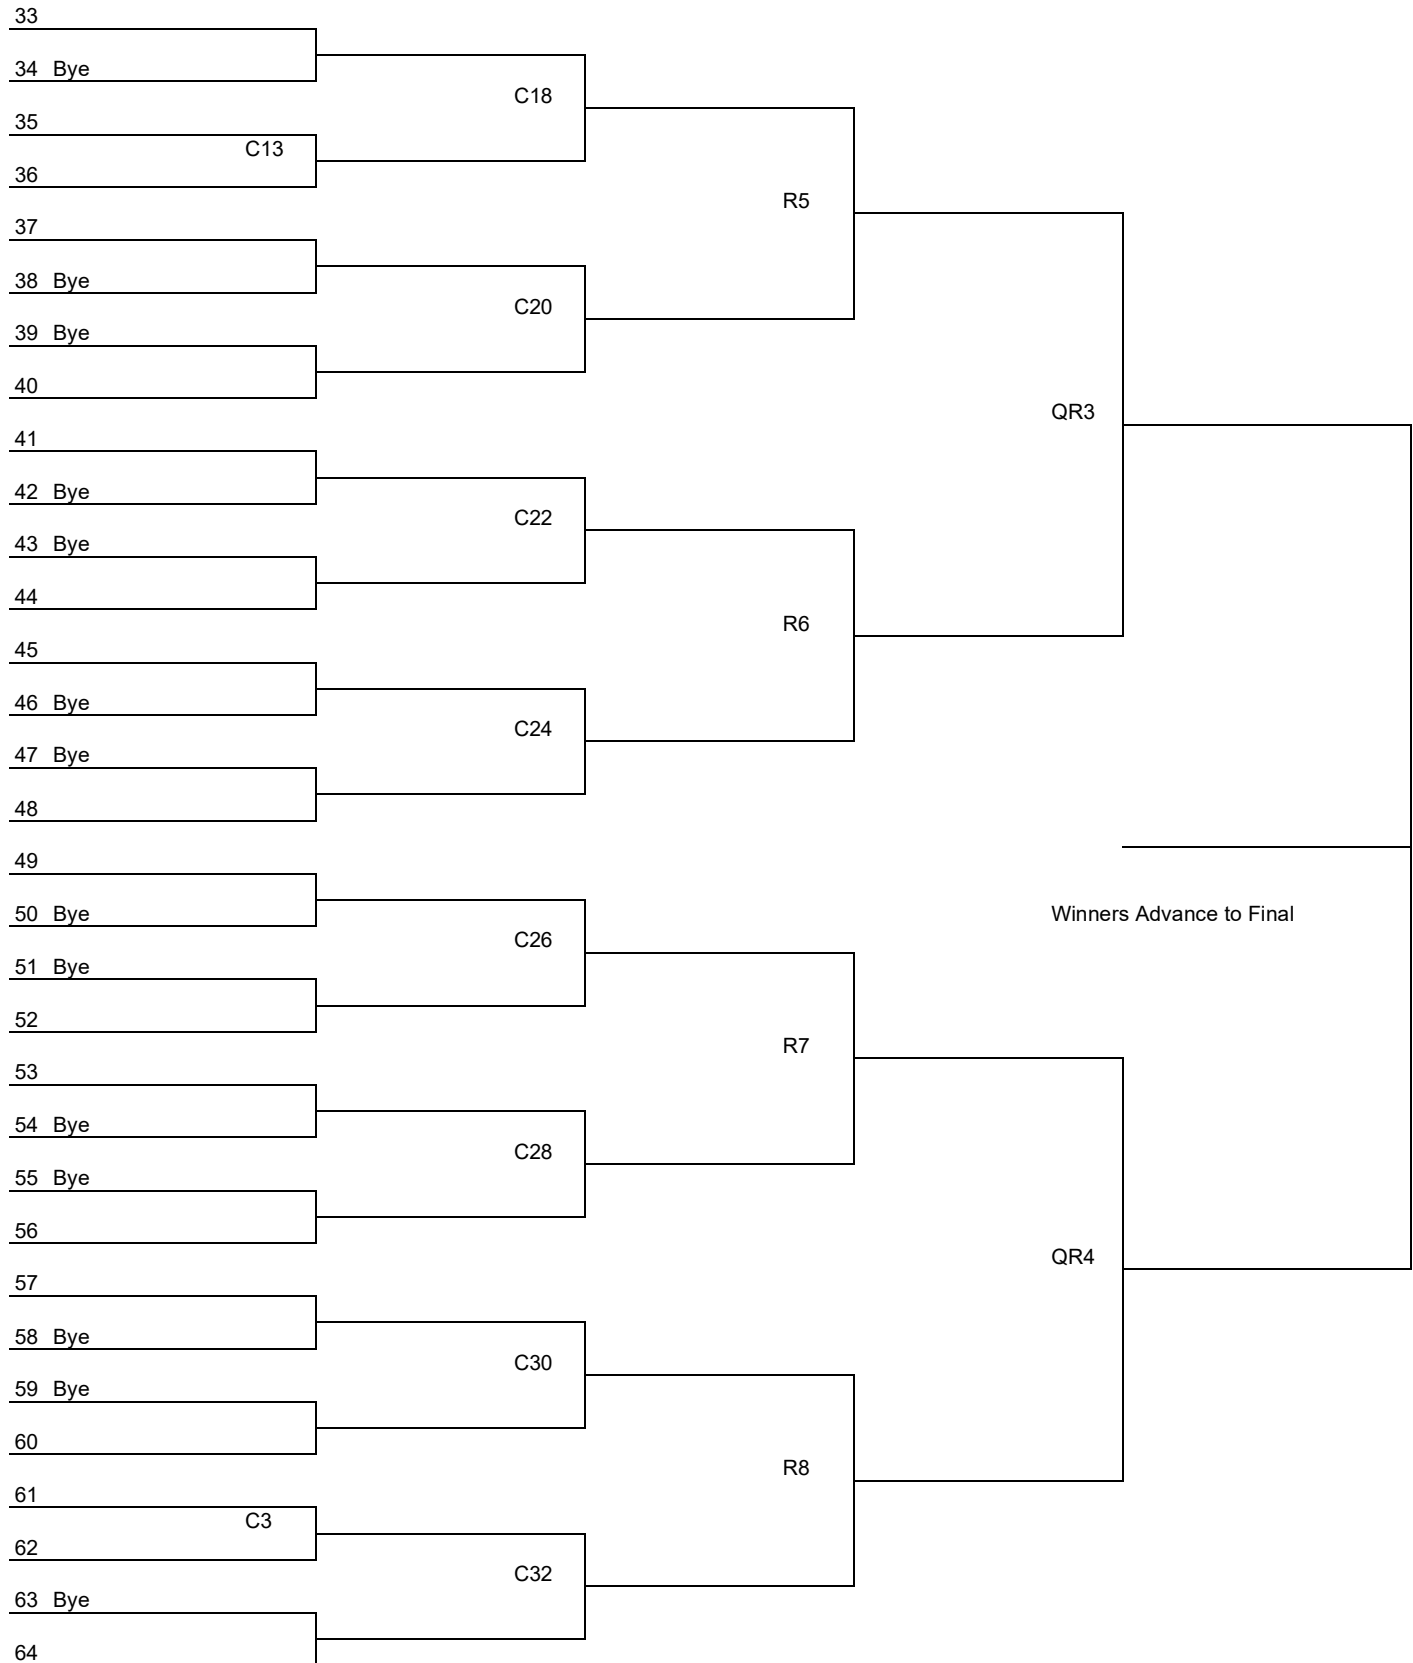 33
34 Bye
C18
35
C13
36
R5
37
38 Bye
C20
39 Bye
40
QR3
41
42 Bye
C22
43 Bye
44
R6
45
46 Bye
C24
47 Bye
48
49
50 Bye
Winners Advance to Final
C26
51 Bye
52
R7
53
54 Bye
C28
55 Bye
56
QR4
57
58 Bye
C30
59 Bye
60
R8
61
C3
62
C32
63 Bye
64